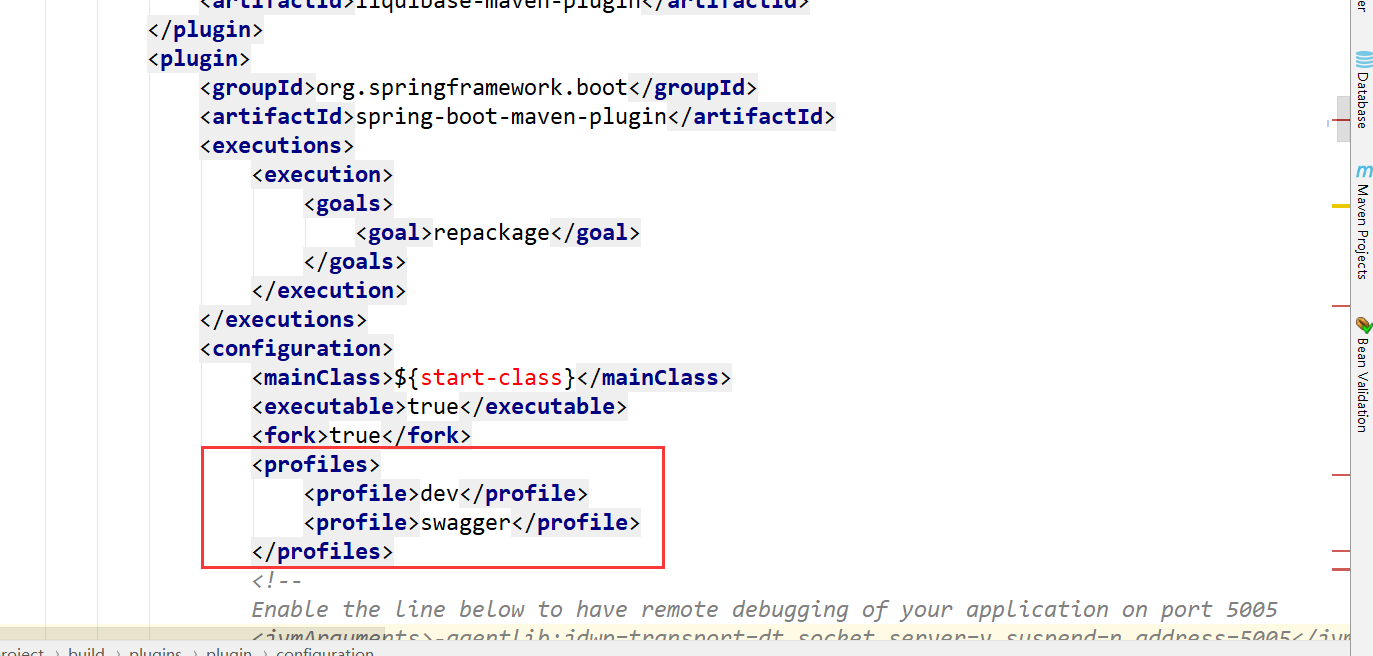 <artifactId>liquibase-maven-plugin</artifactId>
</plugin>
<plugin>
<groupId>org.springframework.boot</groupId>
<artifactId>spring-boot-maven-plugin</artifactId>
<executions>
<execution>
<goals>
<goal>repackage</goal>
</goals>
</execution>
</executions>
<configuration>
<mainClass>${start-class}</mainClass>
<executable>true</executable>
<fork>true</fork>
<profiles>
<profile>dev</profile>
<profile>swagger</profile>
</profiles>
<!--
Enable the line below to have remote debugging of your application on port 5005
<jvmArguments>-agentlib:jdwp=transport=dt_socket,server=y,suspend=n,address=5005</jvm
roject › build › plugins › plugin › configuration
er
Database
Maven Projects
Bean Validation